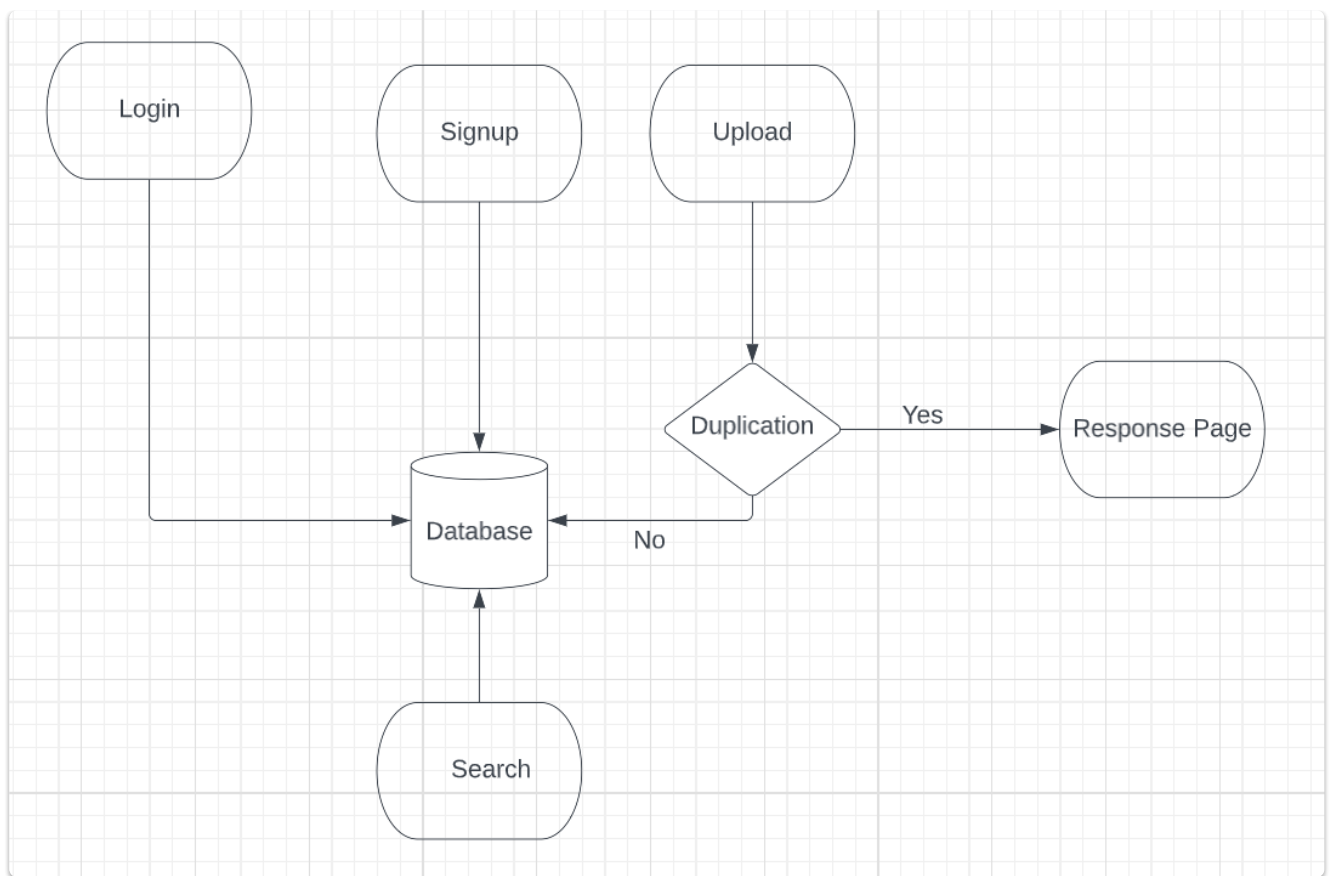 Login
Signup
Upload
Duplication
Yes
Response Page
Database
No
Search